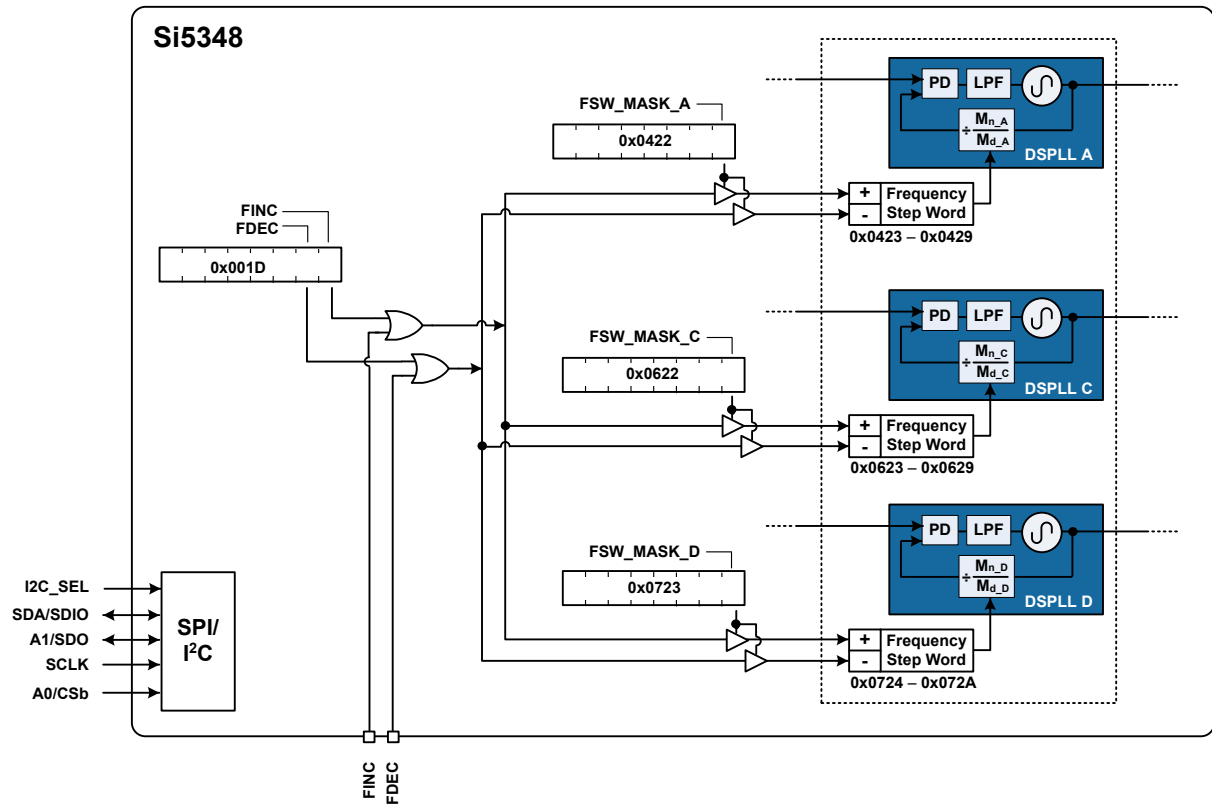 Si5348
FSW_MASK_A
0x0422
PD
LPF
÷ Mn_A
Md_A
DSPLL A
+ Frequency
- Step Word
0x0423 – 0x0429
FINC
FDEC
0x001D
FSW_MASK_C
0x0622
PD
LPF
÷ Mn_C
Md_C
DSPLL C
+ Frequency
- Step Word
0x0623 – 0x0629
FSW_MASK_D
0x0723
PD
LPF
÷ Mn_D
Md_D
DSPLL D
+ Frequency
- Step Word
0x0724 – 0x072A
I2C_SEL
SDA/SDIO
A1/SDO
SCLK
A0/CSb
SPI/
I²C
FINC
FDEC